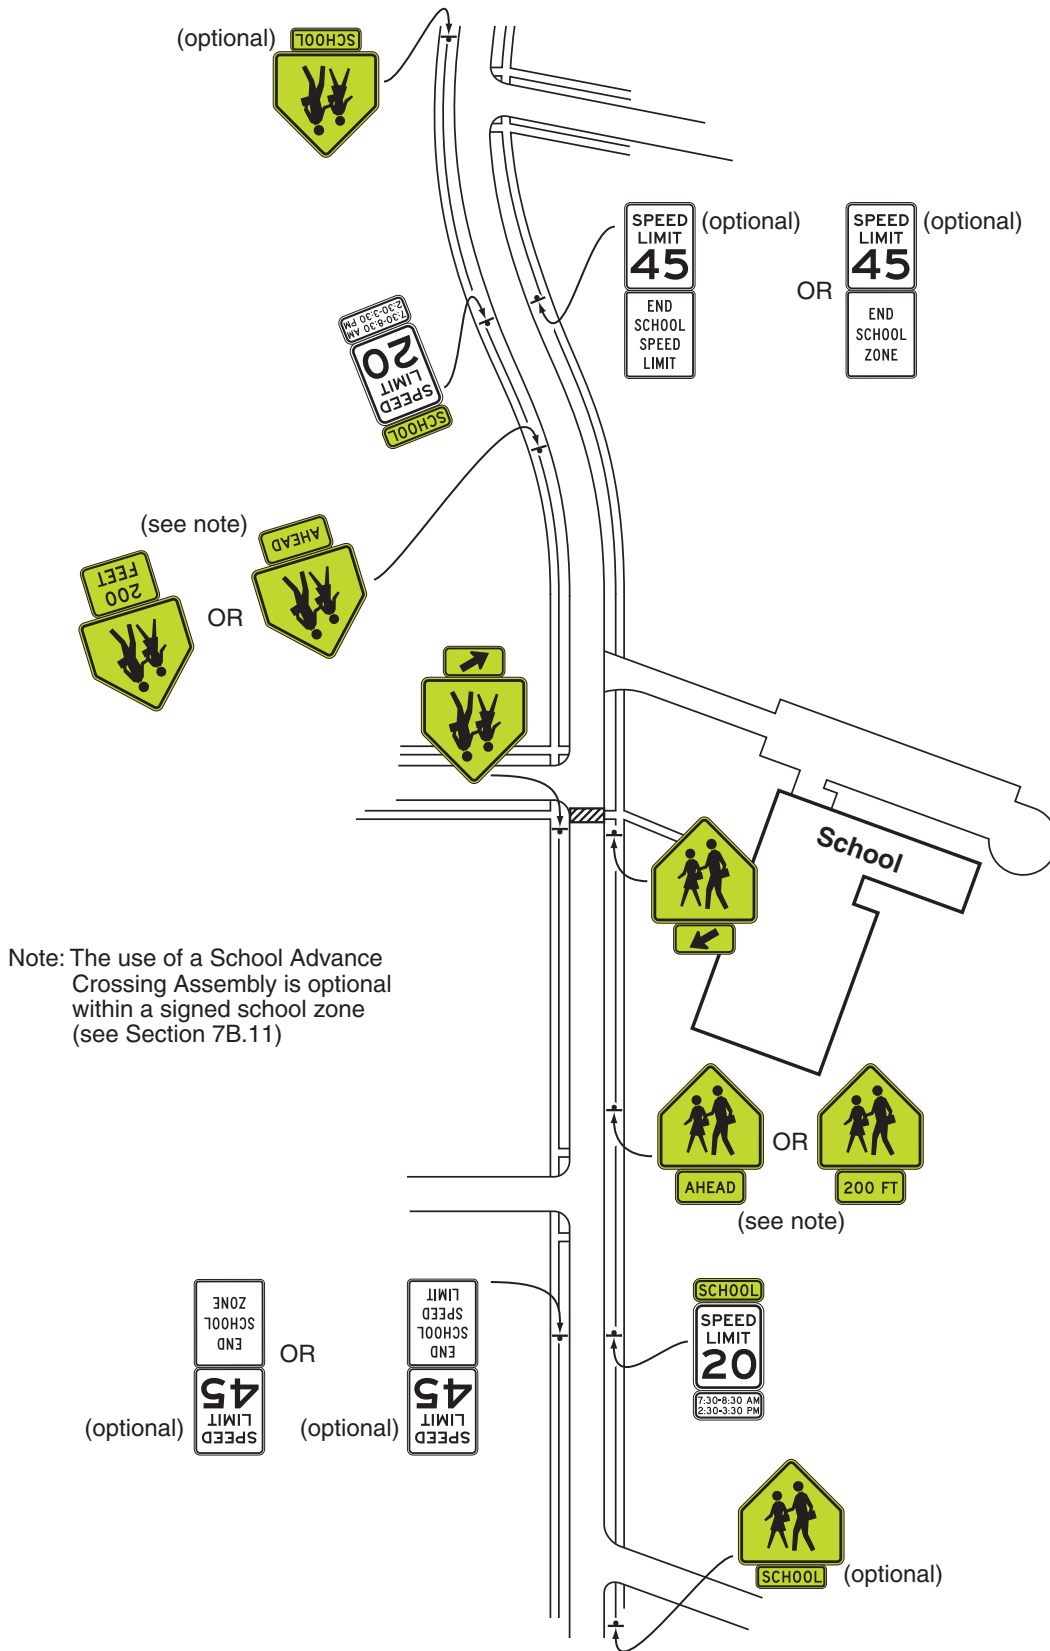 (optional)
SCHOOL
SPEED
LIMIT
45
(optional)
END
SCHOOL
SPEED
LIMIT
OR
SPEED
LIMIT
45
(optional)
END
SCHOOL
ZONE
SCHOOL
SPEED
LIMIT
20
7:30-8:30 AM
2:30-3:30 PM
(see note)
200
FEET
OR
AHEAD
School
Note: The use of a School Advance
Crossing Assembly is optional
within a signed school zone
(see Section 7B.11)
AHEAD
OR
200 FT
(see note)
SPEED
LIMIT
45
END
SCHOOL
ZONE
(optional)
OR
SPEED
LIMIT
45
END
SCHOOL
SPEED
LIMIT
(optional)
SCHOOL
SPEED
LIMIT
20
7:30-8:30 AM
2:30-3:30 PM
SCHOOL
(optional)